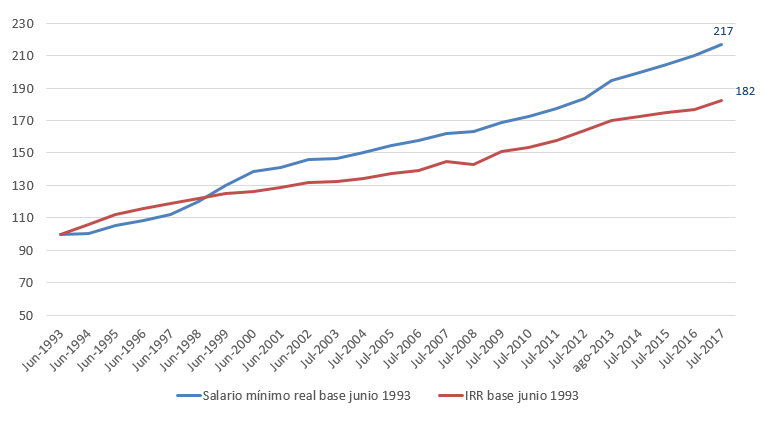 230
217
210
190
182
170
150
130
110
90
70
50
Jun-1993
Jun-1994
Jun-1995
Jun-1996
Jun-1997
Jun-1998
Jun-1999
Jun-2000
Jun-2001
Jun-2002
Jul-2003
Jul-2004
Jul-2005
Jul-2006
Jul-2007
Jul-2008
Jul-2009
Jul-2010
Jul-2011
Jul-2012
ago-2013
Jul-2014
Jul-2015
Jul-2016
Jul-2017
Salario mínimo real base junio 1993
IRR base junio 1993